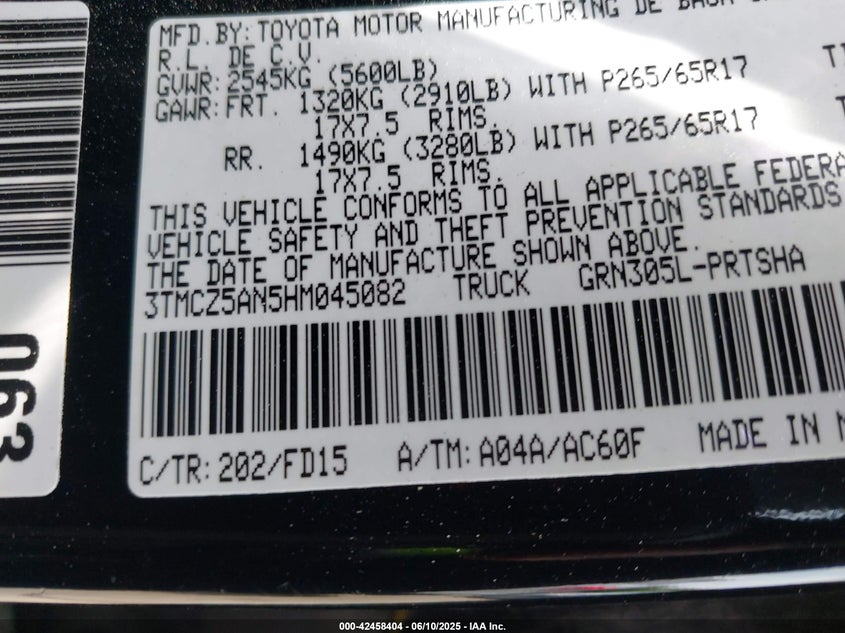 MFD.BY: TOYOTA MOTOR MANUFACTURING DE BAJA
R.L. DE C.V.
GVWR: 2545KG (5600LB)
GAWR: FRT. 1320KG (2910LB) WITH P265/65R17
17X7.5 RIMS.
RR. 1490KG (3280LB) WITH P265/65R17
17X7.5 RIMS.
THIS VEHICLE CONFORMS TO ALL APPLICABLE FEDERA
VEHICLE SAFETY AND THEFT PREVENTION STANDARDS
THE DATE OF MANUFACTURE SHOWN ABOVE.
3TMCZ5AN5HM045082 TRUCK GRN305L-PRTSHA
C/TR: 202/FD15 A/TM: A04A/AC60F MADE IN
063
000-42458404 - 06/10/2025 - IAA Inc.